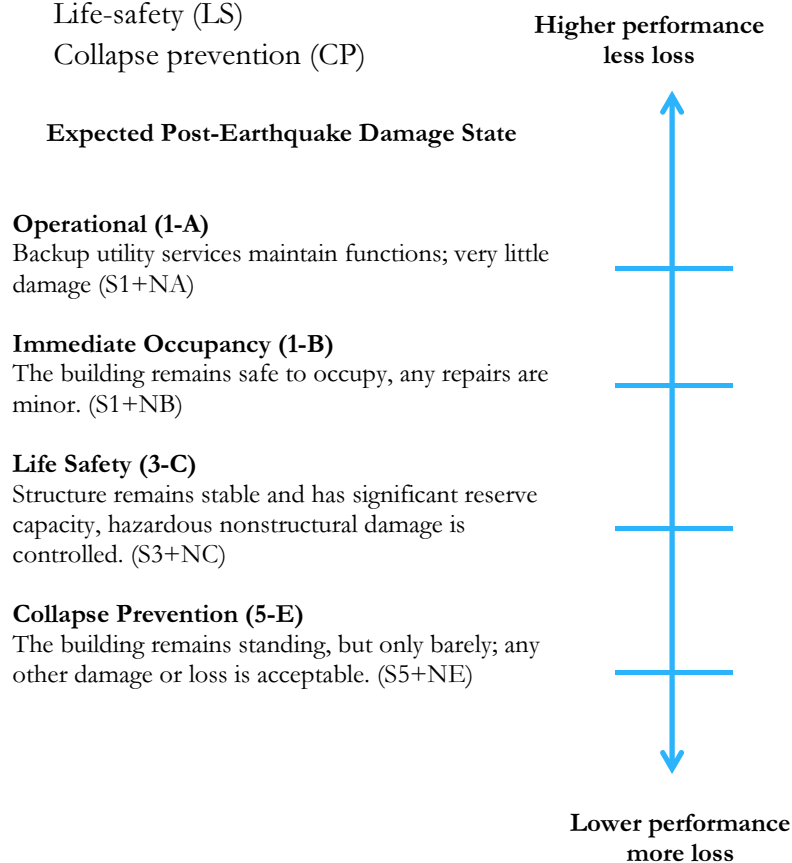 Life-safety (LS)
Collapse prevention (CP)
Higher performance
less loss
Expected Post-Earthquake Damage State
Operational (1-A)
Backup utility services maintain functions; very little
damage (S1+NA)
Immediate Occupancy (1-B)
The building remains safe to occupy, any repairs are
minor. (S1+NB)
Life Safety (3-C)
Structure remains stable and has significant reserve
capacity, hazardous nonstructural damage is
controlled. (S3+NC)
Collapse Prevention (5-E)
The building remains standing, but only barely; any
other damage or loss is acceptable. (S5+NE)
Lower performance
more loss